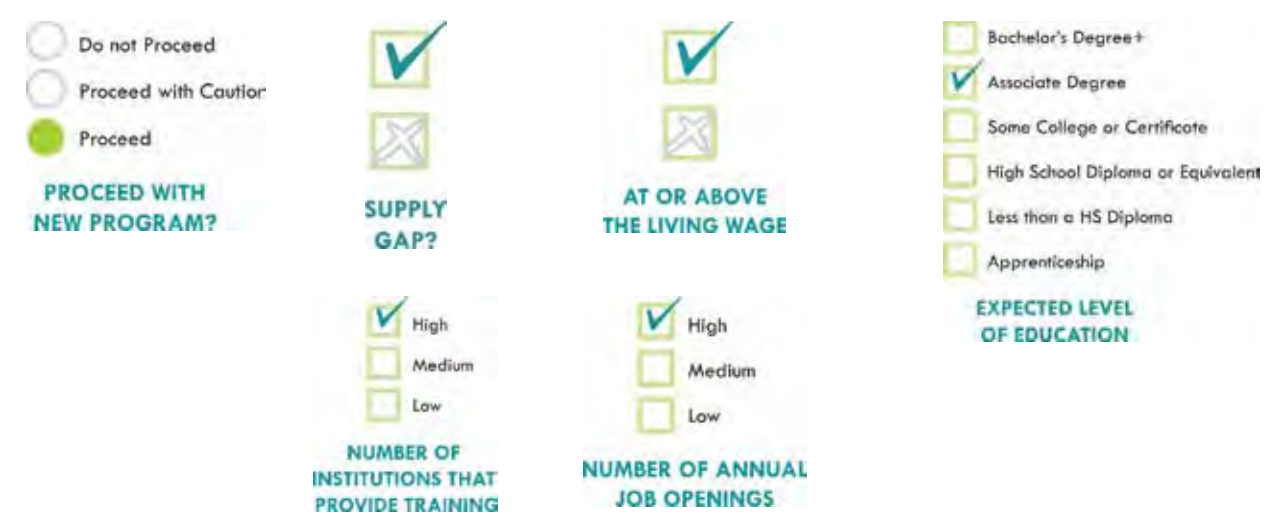 Do not Proceed
Proceed with Caution
Proceed
PROCEED WITH
NEW PROGRAM?
SUPPLY
GAP?
AT OR ABOVE
THE LIVING WAGE
Bachelor's Degree+
Associate Degree
Some College or Certificate
High School Diploma or Equivalent
Less than a HS Diploma
Apprenticeship
EXPECTED LEVEL
OF EDUCATION
High
Medium
Low
NUMBER OF
INSTITUTIONS THAT
PROVIDE TRAINING
High
Medium
Low
NUMBER OF ANNUAL
JOB OPENINGS